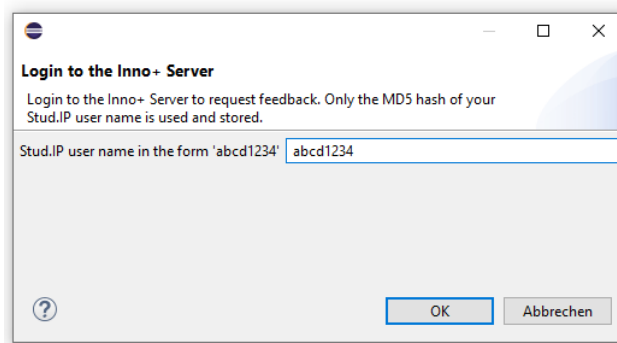 Login to the Inno+ Server
Login to the Inno+ Server to request feedback. Only the MD5 hash of your
Stud.IP user name is used and stored.
Stud.IP user name in the form 'abcd1234' abcd1234
?
OK Abbrechen